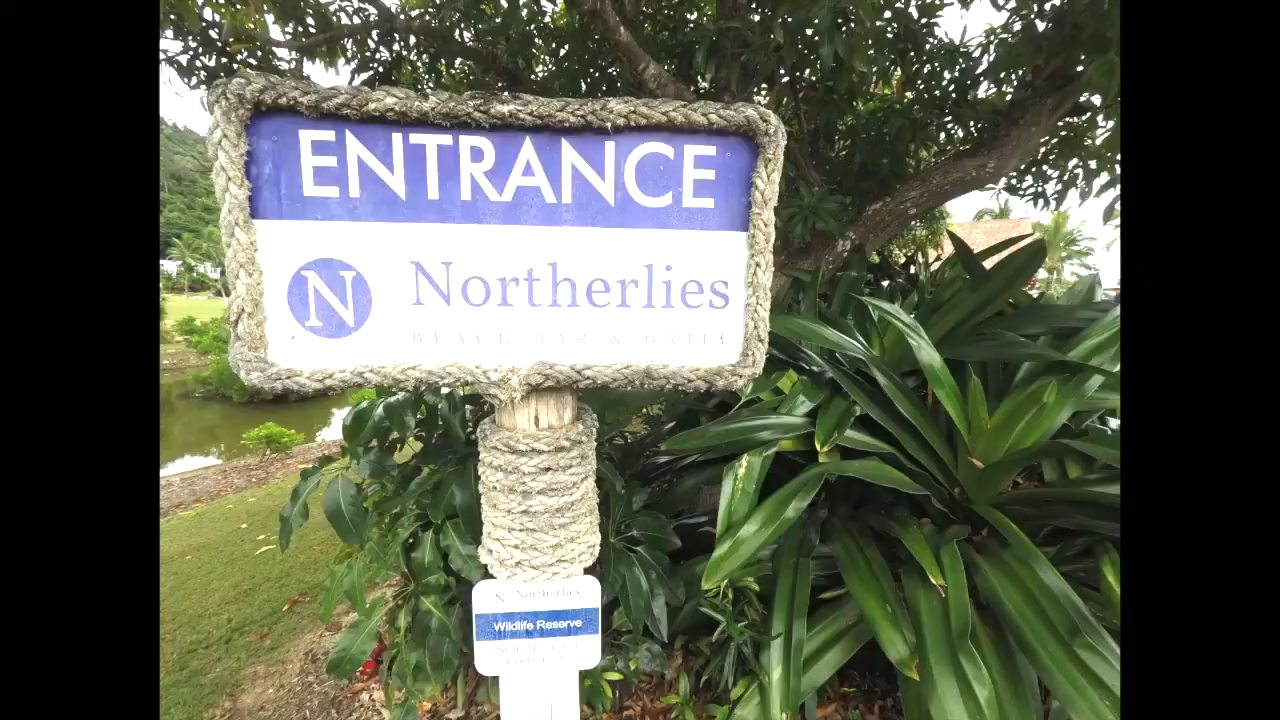 ENTRANCE
N Northerlies
BEACH BAR & GRILL
N Northerlies
Wildlife Reserve